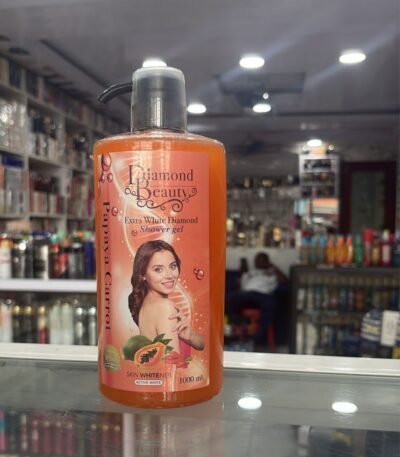 Diamond
Beauty
Extra White Diamond
Shower gel
Papaya Carrot
SKIN WHITENER
ACTIVE WHITE
1000 ml